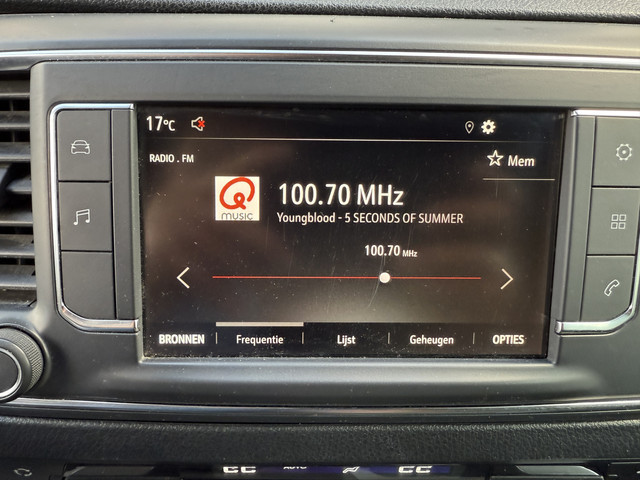 17°C
RADIO . FM
Mem
Q
MUSIC
100.70 MHz
Youngblood - 5 SECONDS OF SUMMER
100.70 MHz
BRONNEN Frequentie Lijst Geheugen OPTIES
AUTO